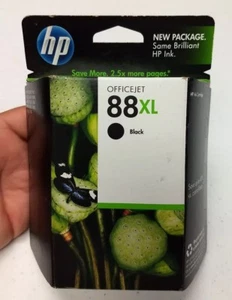 hp
NEW PACKAGE.
Same Brilliant
HP Ink.
Save More. 2.5x more pages.*
OFFICEJET
88XL
Black